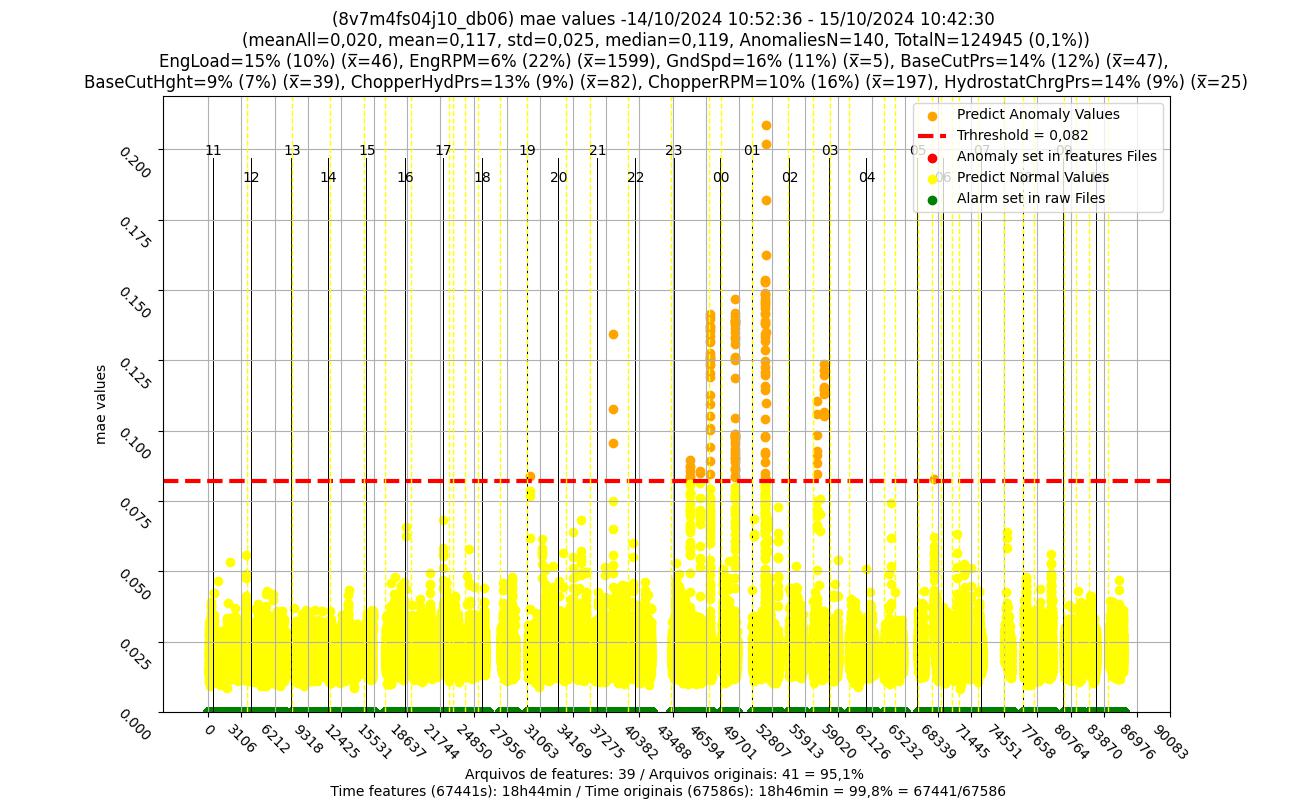 (8v7m4fs04j10_db06) mae values -14/10/2024 10:52:36 - 15/10/2024 10:42:30
(meanAll=0,020, mean=0,117, std=0,025, median=0,119, AnomaliesN=140, TotalN=124945 (0,1%))
EngLoad=15% (10%) (x̅=46), EngRPM=6% (22%) (x̅=1599), GndSpd=16% (11%) (x̅=5), BaseCutPrs=14% (12%) (x̅=47),
BaseCutHght=9% (7%) (x̅=39), ChopperHydPrs=13% (9%) (x̅=82), ChopperRPM=10% (16%) (x̅=197), HydrostatChrgPrs=14% (9%) (x̅=25)
Predict Anomaly Values
Trhreshold = 0,082
Anomaly set in features Files
Predict Normal Values
Alarm set in raw Files
11 13 15 17 19 21 23 01 03 05 07 09
12 14 16 18 20 22 00 02 04 06
mae values
0.200
0.175
0.150
0.125
0.100
0.075
0.050
0.025
0.000
0 3106 6212 9318 12425 15531 18637 21744 24850 27956 31063 34169 37275 40382 43488 46594 49701 52807 55913 59020 62126 65232 68339 71445 74551 77658 80764 83870 86976 90083
Arquivos de features: 39 / Arquivos originais: 41 = 95,1%
Time features (67441s): 18h44min / Time originais (67586s): 18h46min = 99,8% = 67441/67586